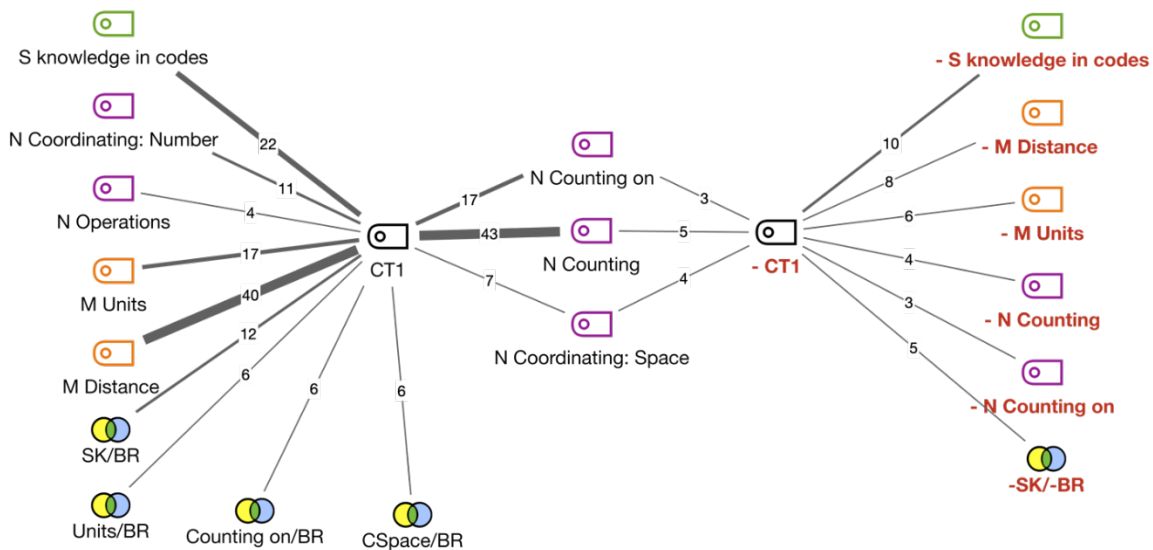 S knowledge in codes
- S knowledge in codes
N Coordinating: Number
- M Distance
22
10
N Counting on
11
8
17
3
N Operations
4
6
- M Units
43
5
17
N Counting
CT1
- CT1
4
M Units
7
4
40
3
- N Counting
12
5
N Coordinating: Space
M Distance
6
6
6
- N Counting on
SK/BR
-SK/-BR
Units/BR
Counting on/BR
CSpace/BR